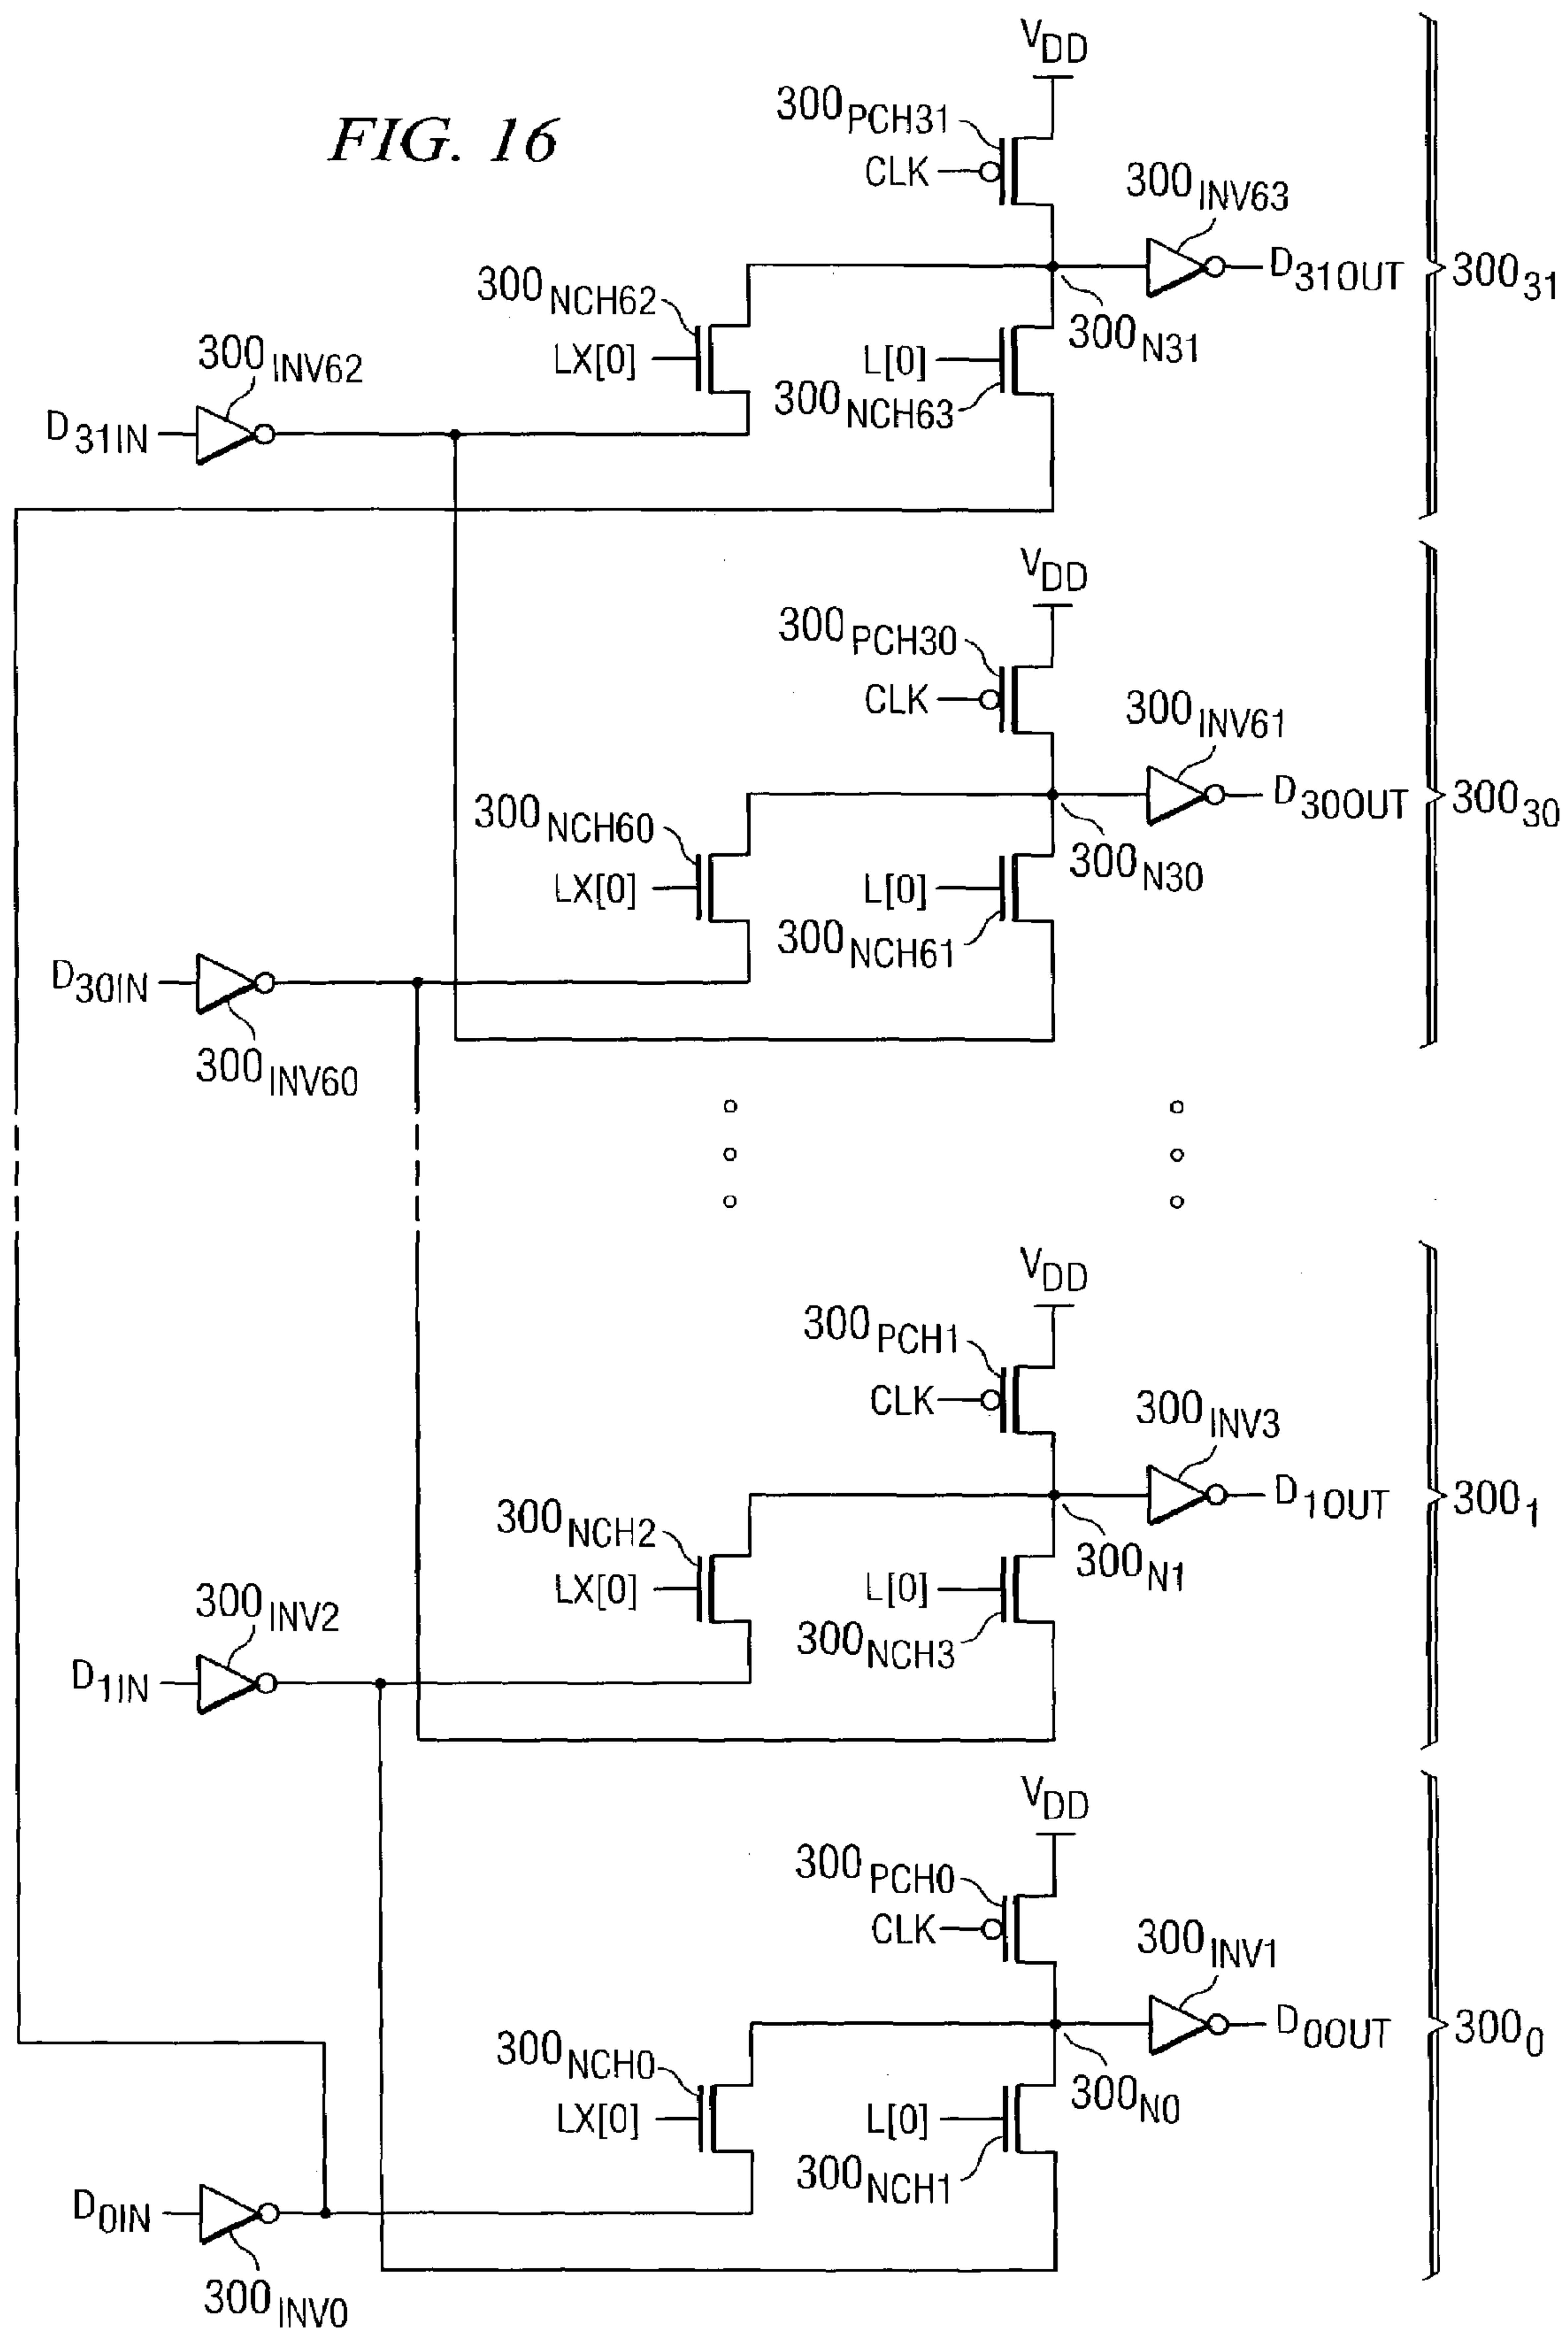 FIG. 16
VDD
300PCH31
CLK
300INV63
D31OUT
30031
300NCH62
300N31
LX[0]
L[0]
300INV62
300NCH63
D31IN
VDD
300PCH30
CLK
300INV61
D30OUT
30030
300NCH60
300N30
LX[0]
L[0]
300NCH61
D30IN
300INV60
VDD
300PCH1
CLK
300INV3
D1OUT
3001
300NCH2
300N1
LX[0]
L[0]
300INV2
300NCH3
D1IN
VDD
300PCH0
CLK
300INV1
D0OUT
3000
300NCH0
300N0
LX[0]
L[0]
300NCH1
D0IN
300INV0